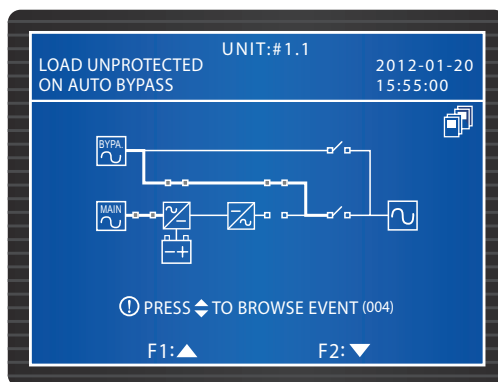 UNIT:#1.1
LOAD UNPROTECTED
2012-01-20
ON AUTO BYPASS
15:55:00
BYPA.
MAIN
PRESS TO BROWSE EVENT (004)
F1: F2: